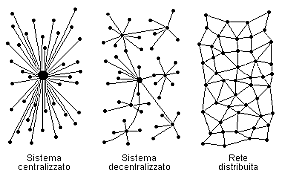 Sistema
centralizzato
Sistema
decentralizzato
Rete
distribuita